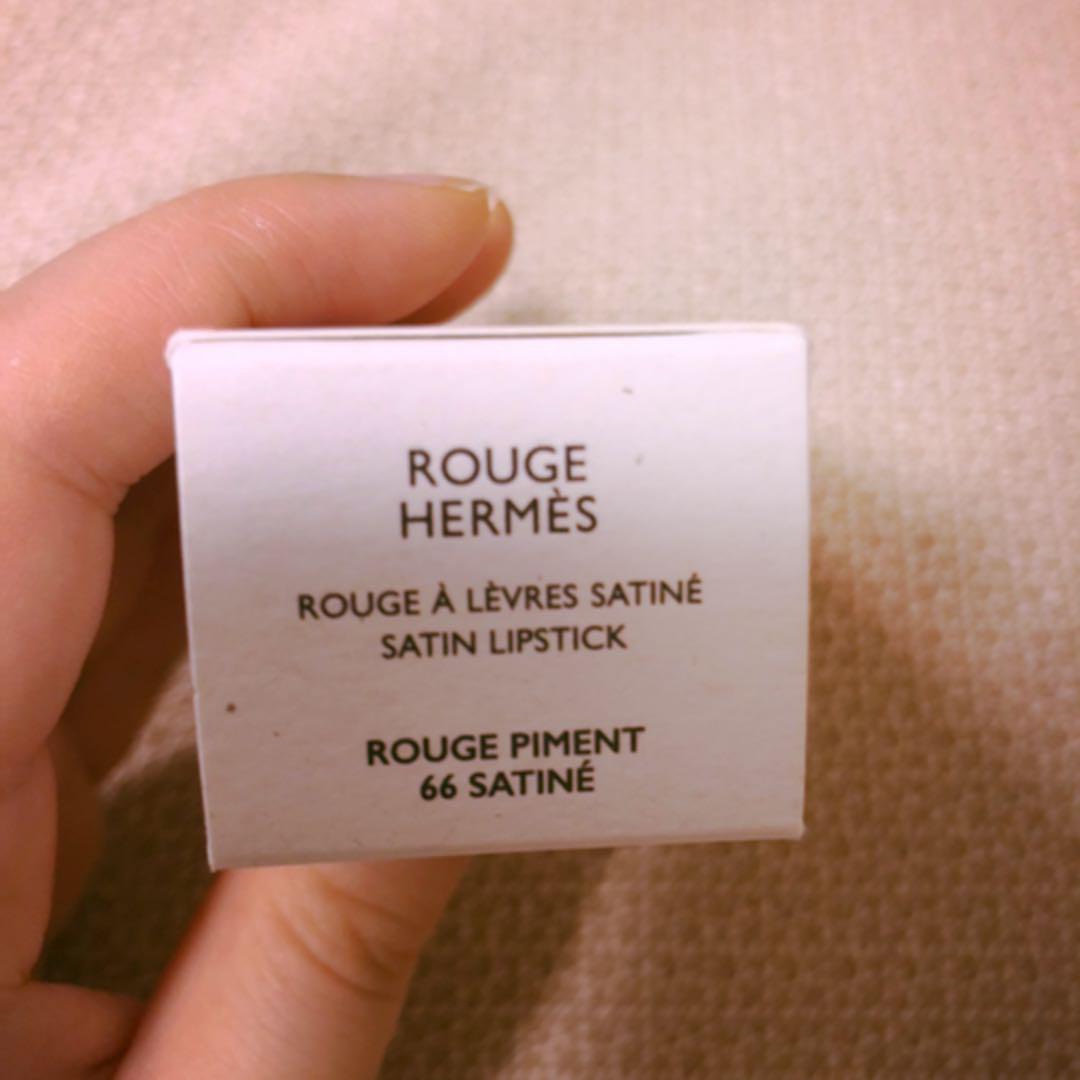 ROUGE
HERMÈS
ROUGE À LÈVRES SATINÉ
SATIN LIPSTICK
ROUGE PIMENT
66 SATINÉ